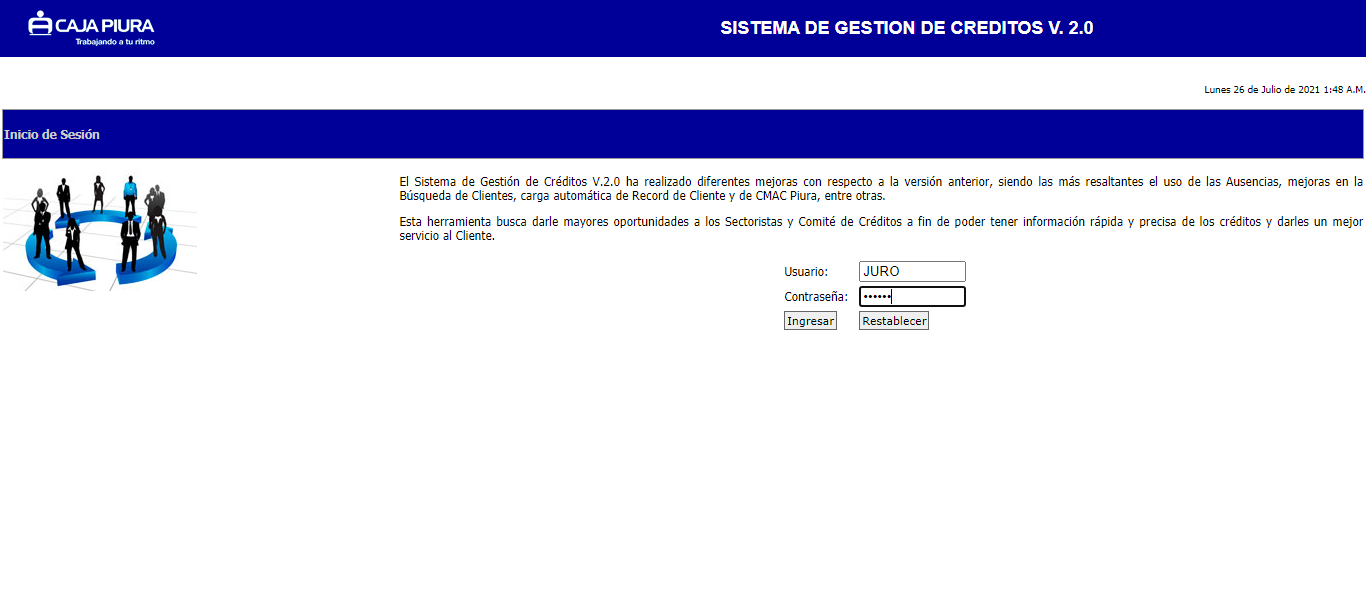 CAJA PIURA
Trabajando a tu ritmo
SISTEMA DE GESTION DE CREDITOS V. 2.0
Lunes 26 de Julio de 2021 1:48 A.M.
Inicio de Sesión
El Sistema de Gestión de Créditos V.2.0 ha realizado diferentes mejoras con respecto a la versión anterior, siendo las más resaltantes el uso de las Ausencias, mejoras en la
Búsqueda de Clientes, carga automática de Record de Cliente y de CMAC Piura, entre otras.
Esta herramienta busca darle mayores oportunidades a los Sectoristas y Comité de Créditos a fin de poder tener información rápida y precisa de los créditos y darles un mejor
servicio al Cliente.
Usuario: JURO
Contraseña: ••••••
Ingresar Restablecer